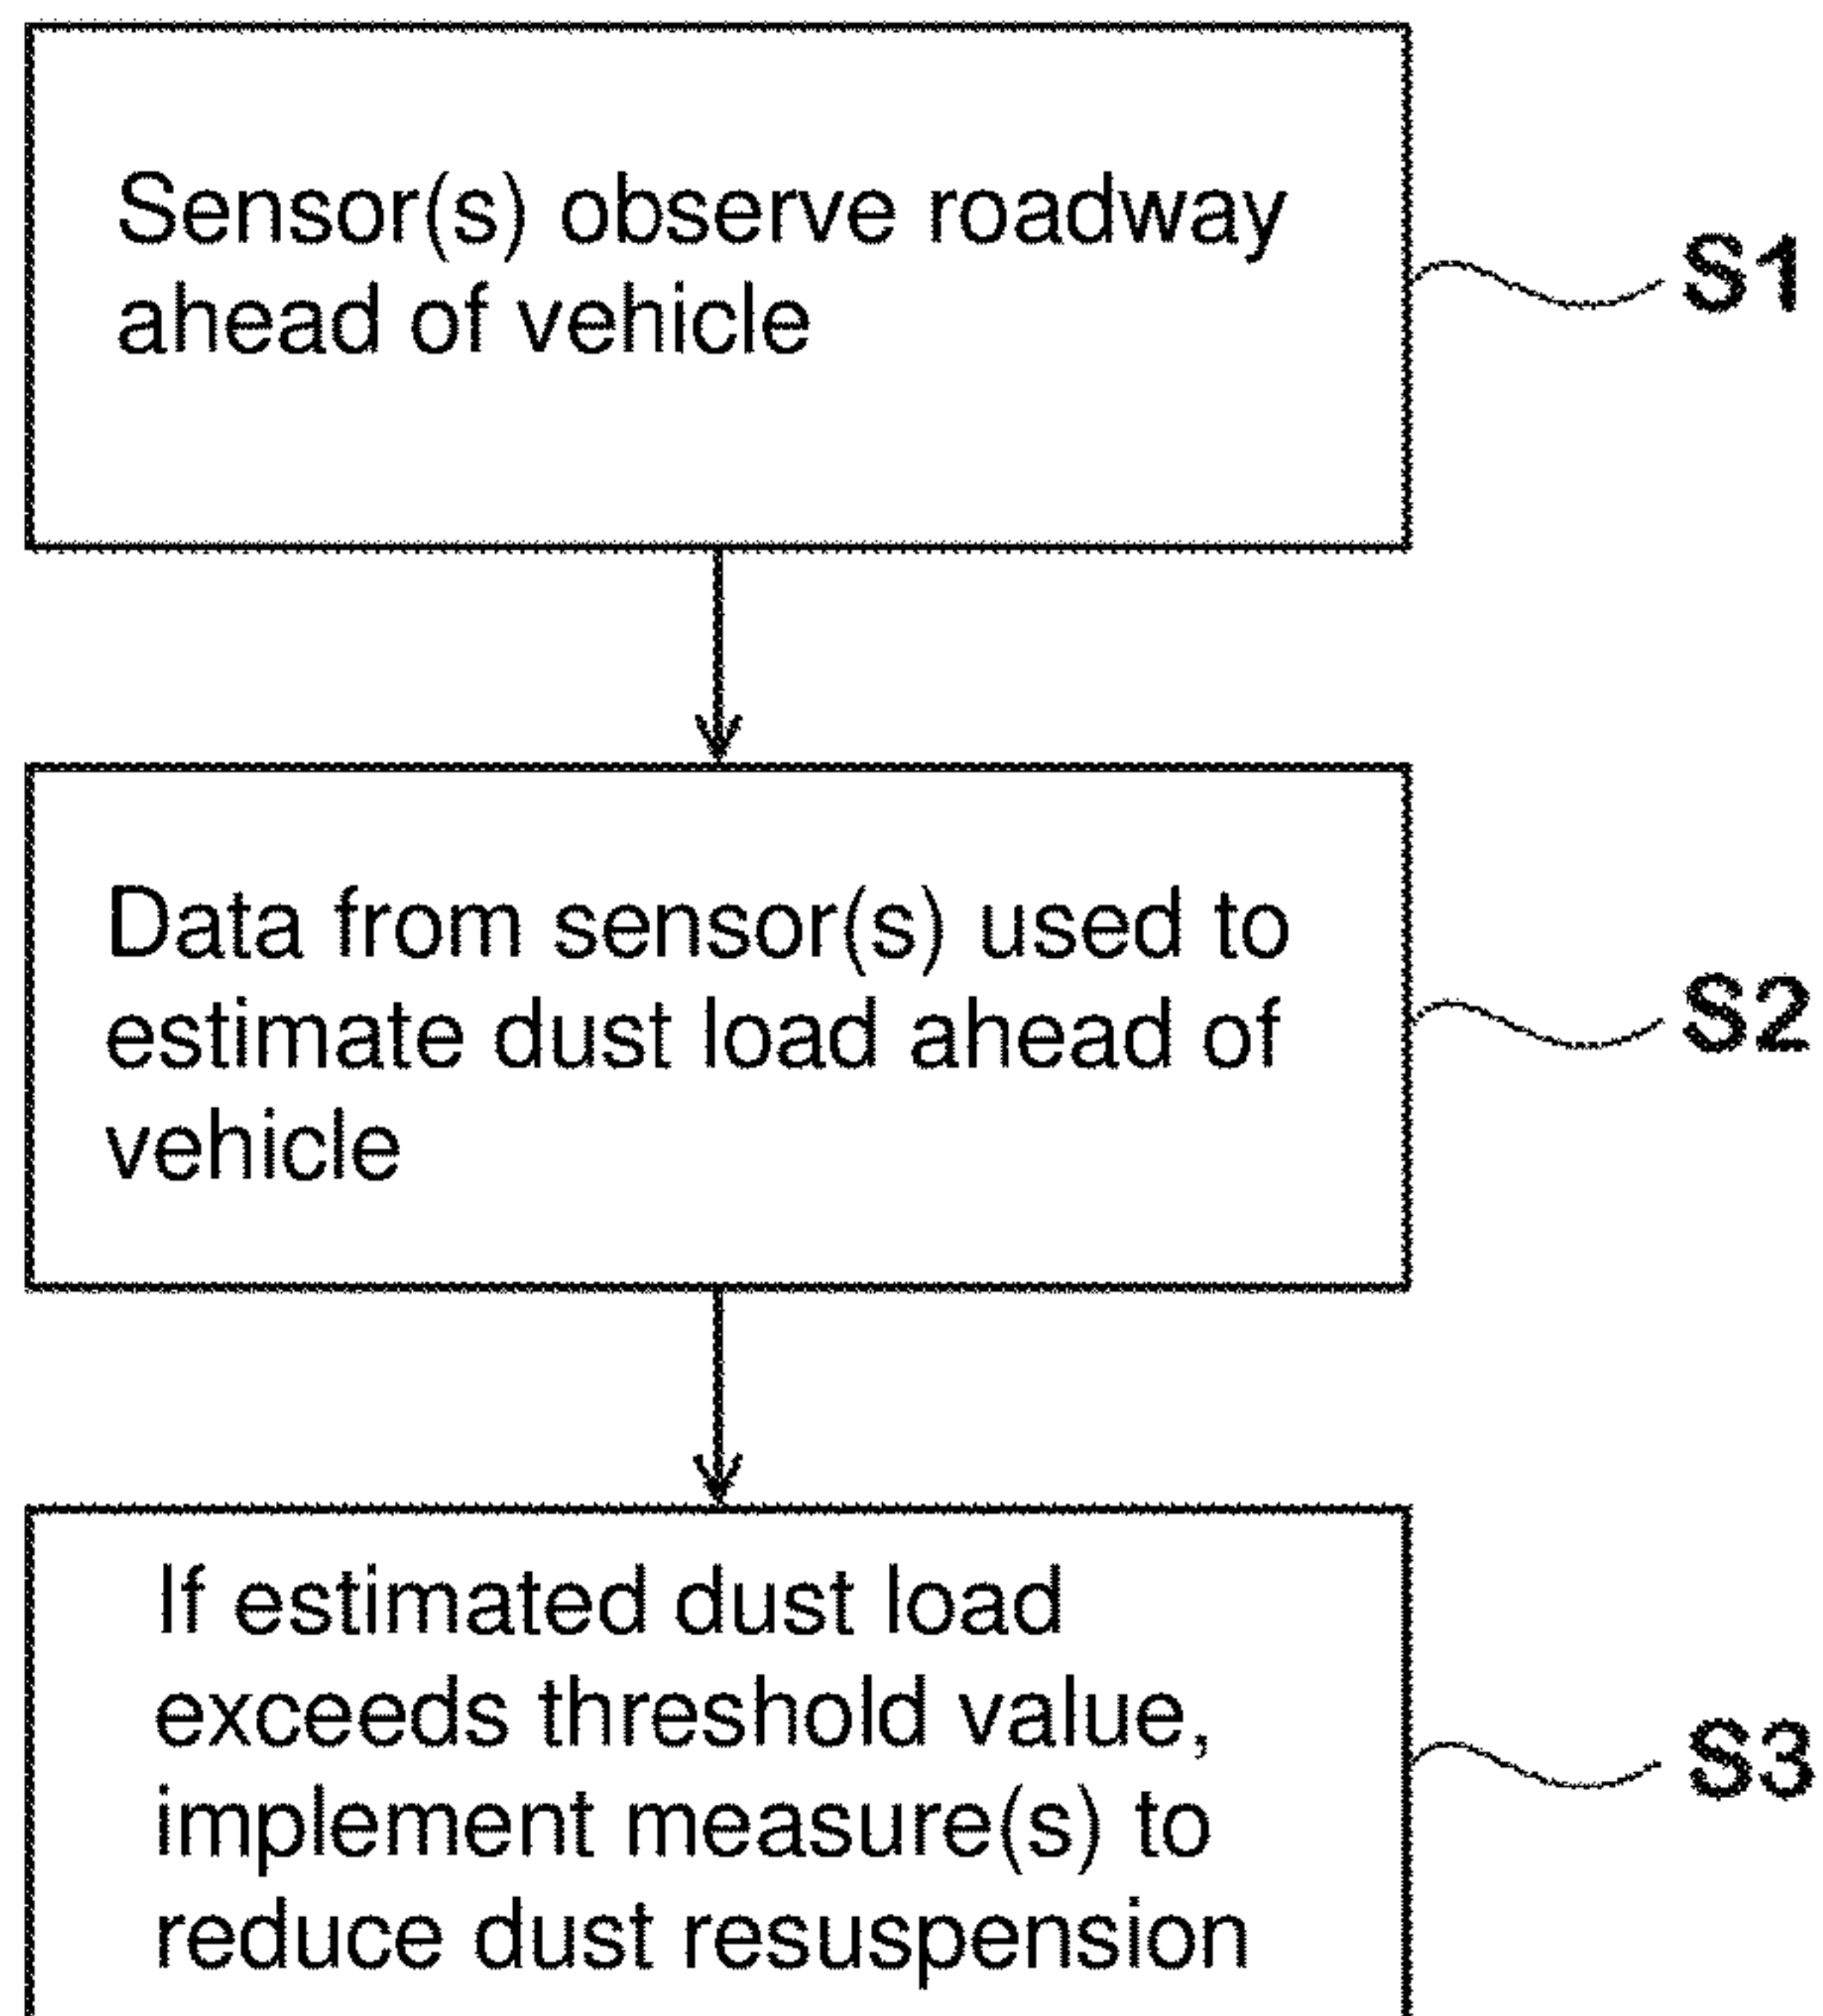 Sensor(s) observe roadway
ahead of vehicle
S1
Data from sensor(s) used to
estimate dust load ahead of
vehicle
S2
If estimated dust load
exceeds threshold value,
implement measure(s) to
reduce dust resuspension
S3